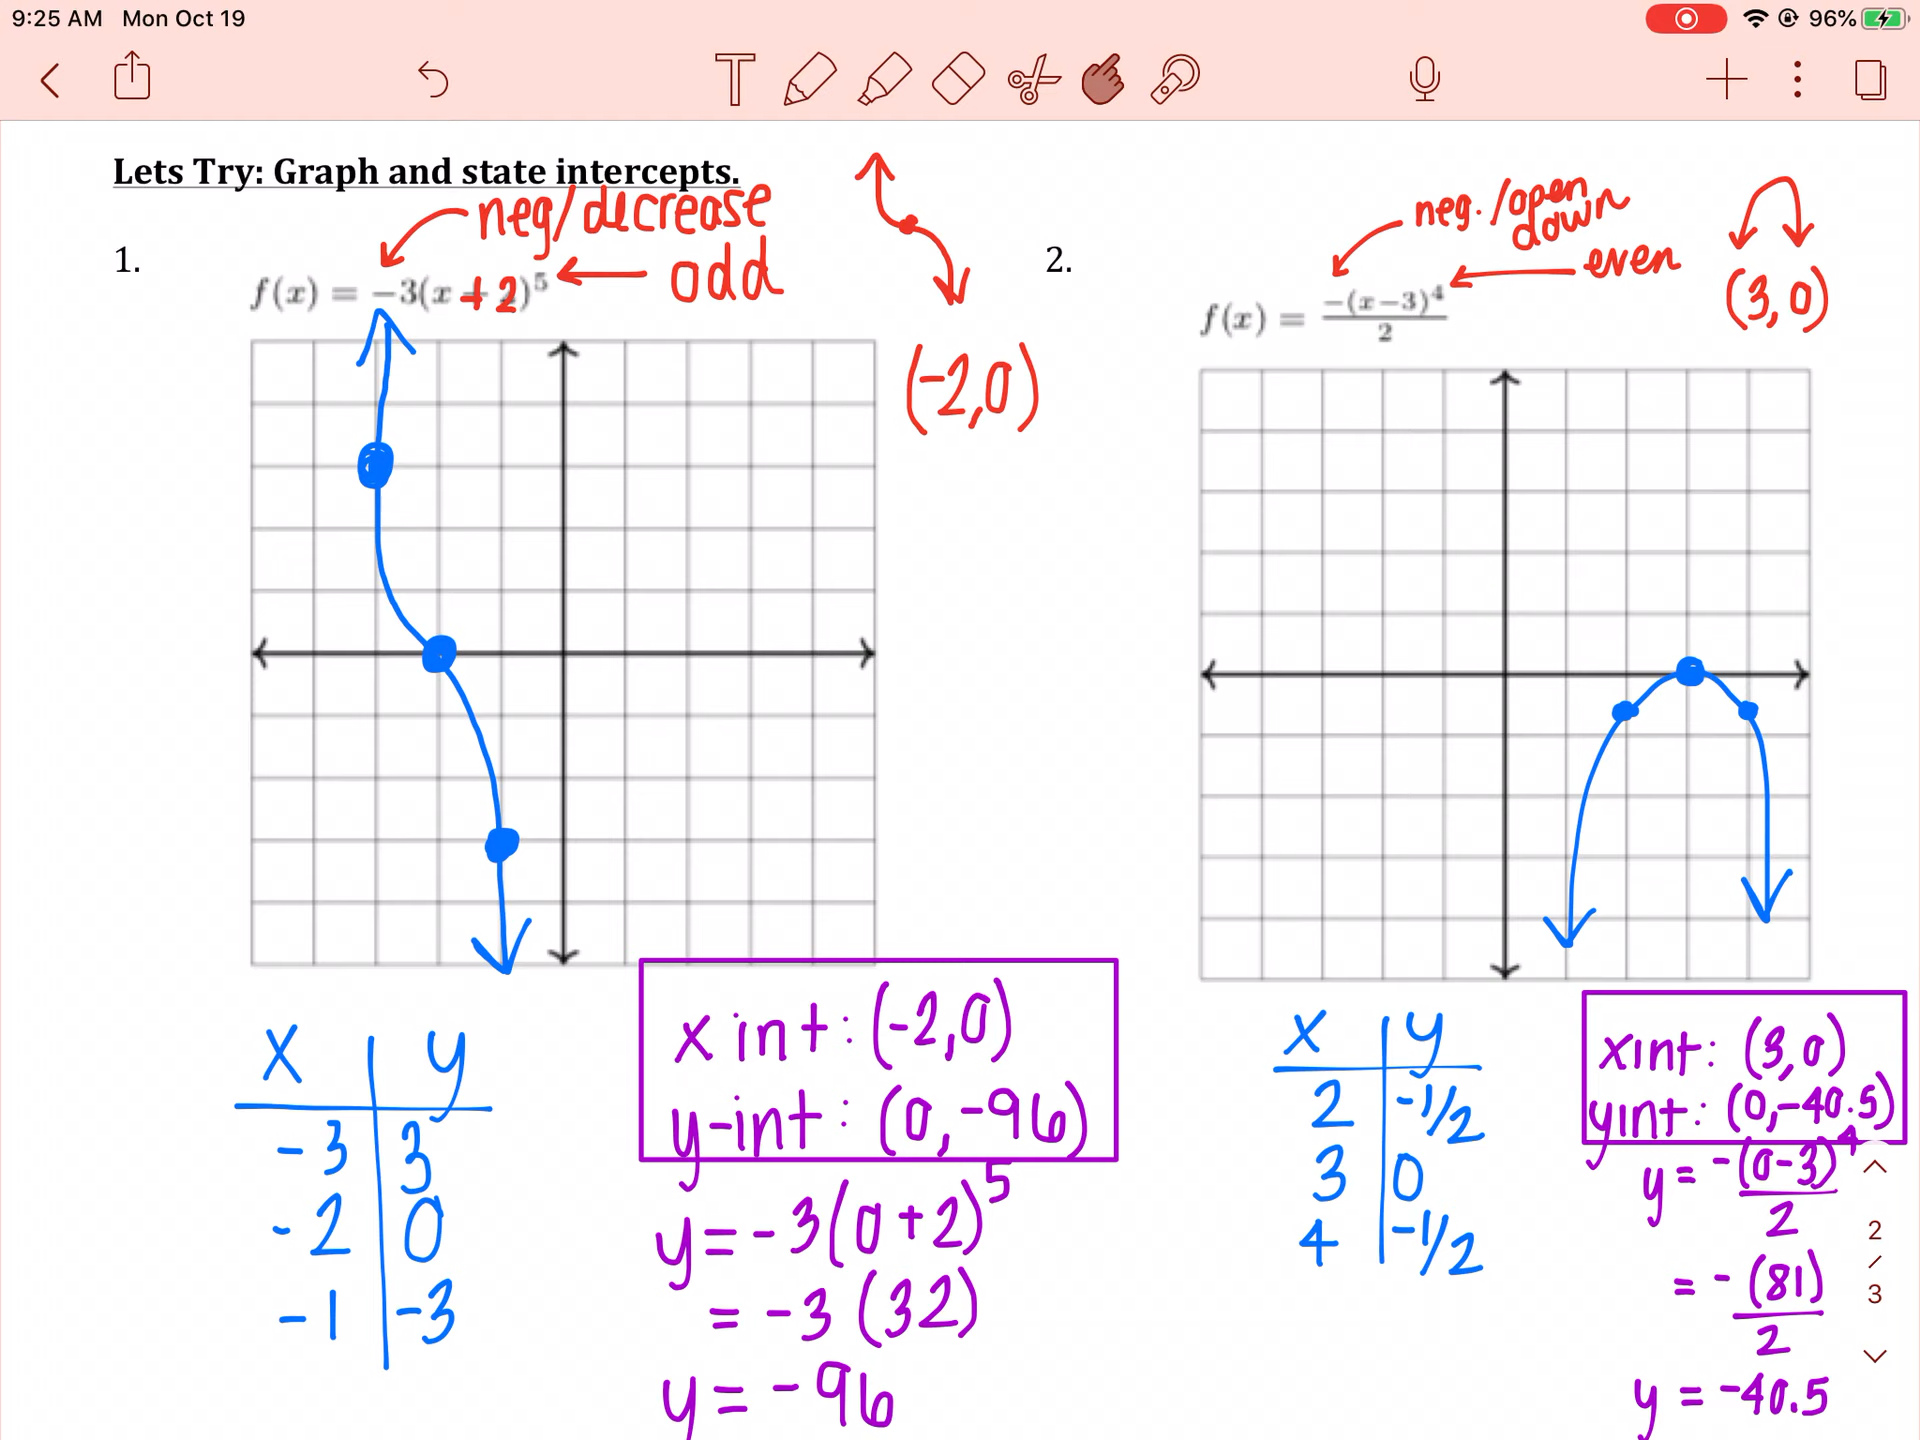 9:25 AM Mon Oct 19
96%
Lets Try: Graph and state intercepts.
neg/decrease
odd
1.
f(x) = -3(x + 2)^5
(-2,0)
x | y
-3 | 3
-2 | 0
-1 | -3
x int: (-2,0)
y-int: (0,-96)
y = -3(0+2)^5
= -3 (32)
y = -96
neg./open
down
even
2.
f(x) = -(x-3)^4/2
(3,0)
x | y
2 | -1/2
3 | 0
4 | -1/2
xint: (3,0)
yint: (0,-40.5)
y = -(0-3)^4/2
= -(81)/2
y = -40.5
2
/
3